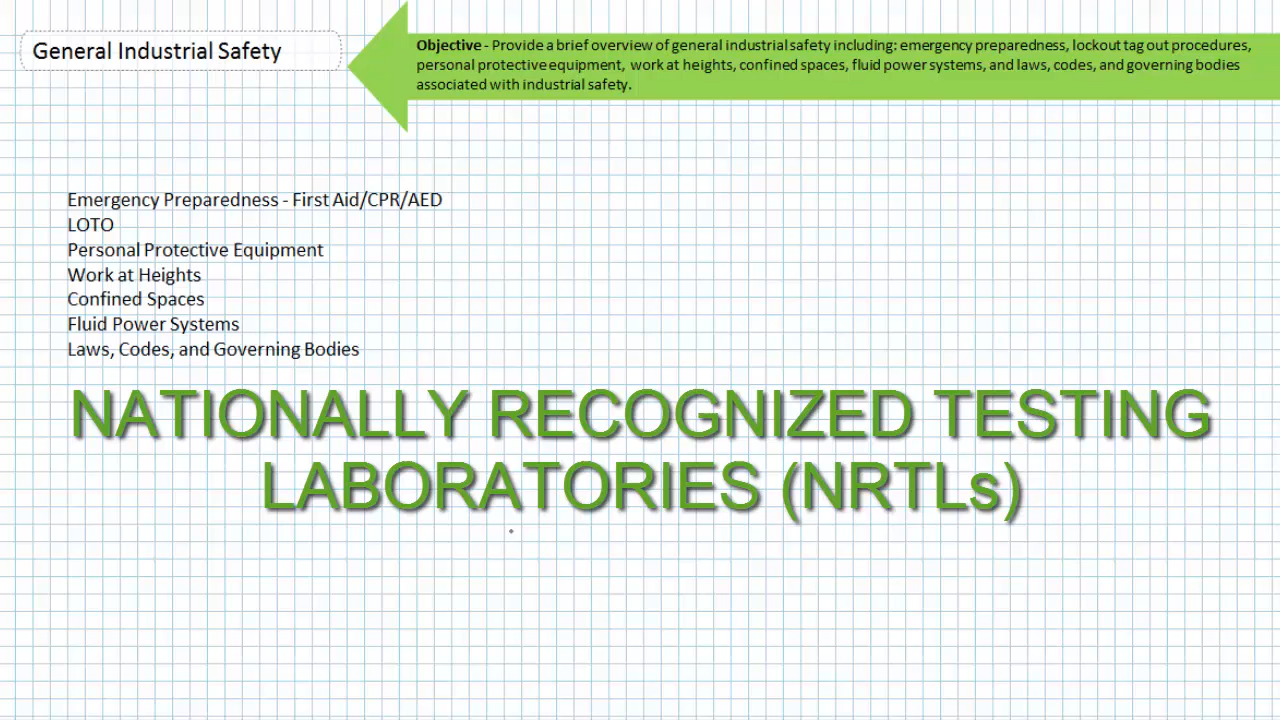 General Industrial Safety
Objective - Provide a brief overview of general industrial safety including: emergency preparedness, lockout tag out procedures,
personal protective equipment, work at heights, confined spaces, fluid power systems, and laws, codes, and governing bodies
associated with industrial safety.
Emergency Preparedness - First Aid/CPR/AED
LOTO
Personal Protective Equipment
Work at Heights
Confined Spaces
Fluid Power Systems
Laws, Codes, and Governing Bodies
NATIONALLY RECOGNIZED TESTING
LABORATORIES (NRTLs)